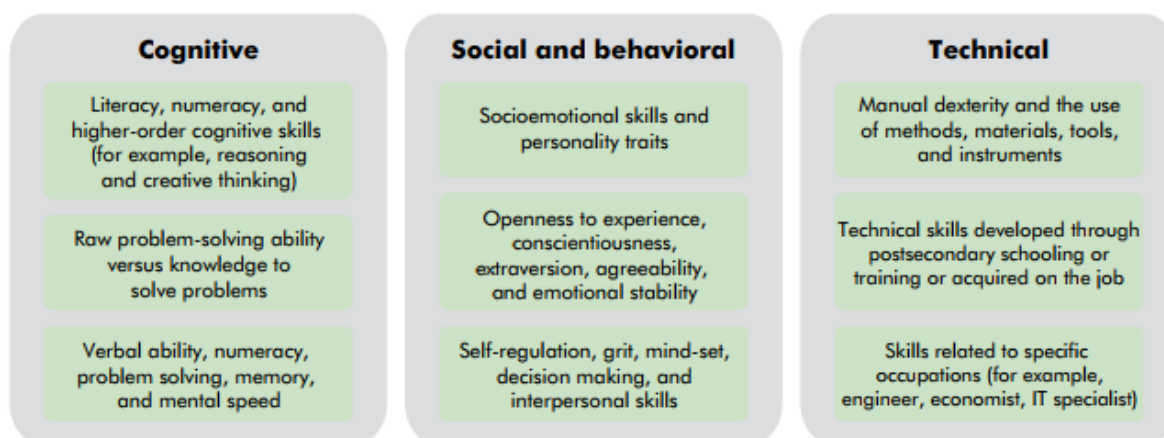 Cognitive
Literacy, numeracy, and
higher-order cognitive skills
(for example, reasoning
and creative thinking)
Raw problem-solving ability
versus knowledge to
solve problems
Verbal ability, numeracy,
problem solving, memory,
and mental speed
Social and behavioral
Socioemotional skills and
personality traits
Openness to experience,
conscientiousness,
extraversion, agreeability,
and emotional stability
Self-regulation, grit, mind-set,
decision making, and
interpersonal skills
Technical
Manual dexterity and the use
of methods, materials, tools,
and instruments
Technical skills developed through
postsecondary schooling or
training or acquired on the job
Skills related to specific
occupations (for example,
engineer, economist, IT specialist)